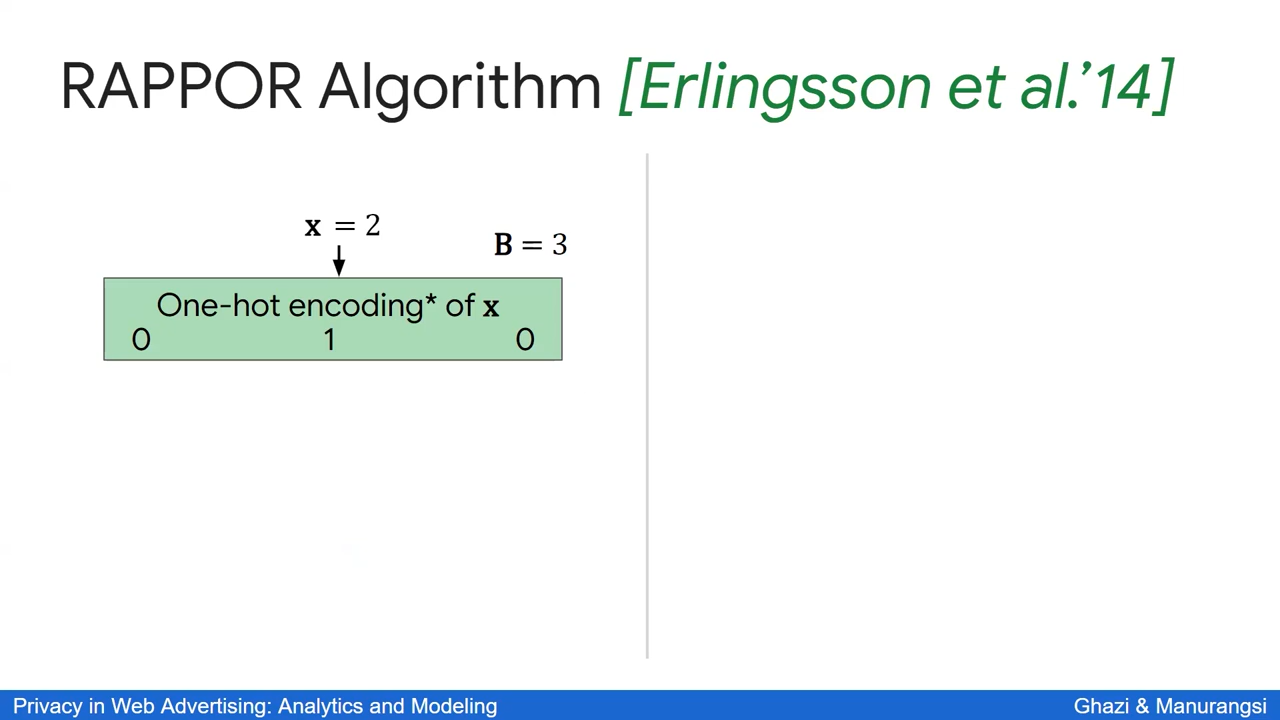 RAPPOR Algorithm [Erlingsson et al.’14]
x = 2
B = 3
One-hot encoding* of x
0 1 0
Privacy in Web Advertising: Analytics and Modeling
Ghazi & Manurangsi